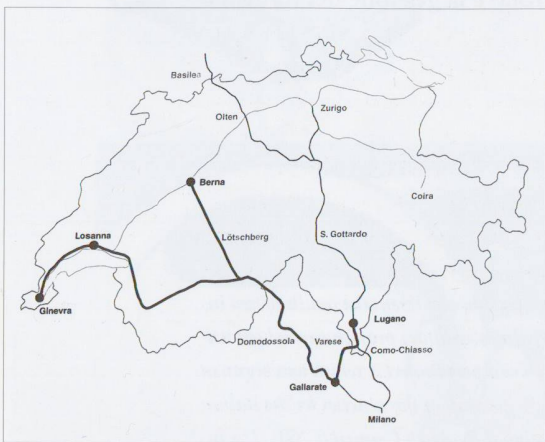 Basilea
Zurigo
Olten
Berna
Coira
Losanna
Lötschberg
S. Gottardo
Ginevra
Lugano
Domodossola
Varese
Como-Chiasso
Gallarate
Milano